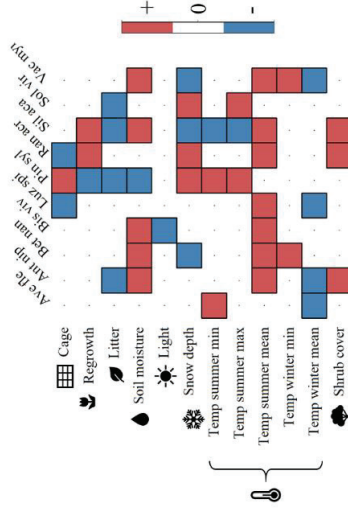 +
0
-
Ave fle
Ant nip
Bet nan
Bis viv
Luz spi
Pin syl
Ran acr
Sil aca
Sol vir
Vac myr
Cage
Regrowth
Litter
Soil moisture
Light
Snow depth
Temp summer min
Temp summer max
Temp summer mean
Temp winter min
Temp winter mean
Shrub cover